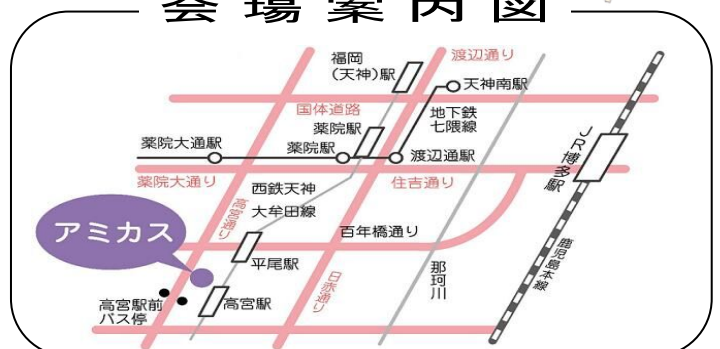 会場案内図
福岡
(天神)駅
渡辺通り
天神南駅
国体道路
地下鉄
七隈線
薬院駅
薬院大通駅
薬院駅
渡辺通駅
JR博多駅
薬院大通り
西鉄天神
大牟田線
住吉通り
高宮通り
百年橋通り
アミカス
平尾駅
日赤通り
那珂川
鹿児島本線
高宮駅前
バス停
高宮駅